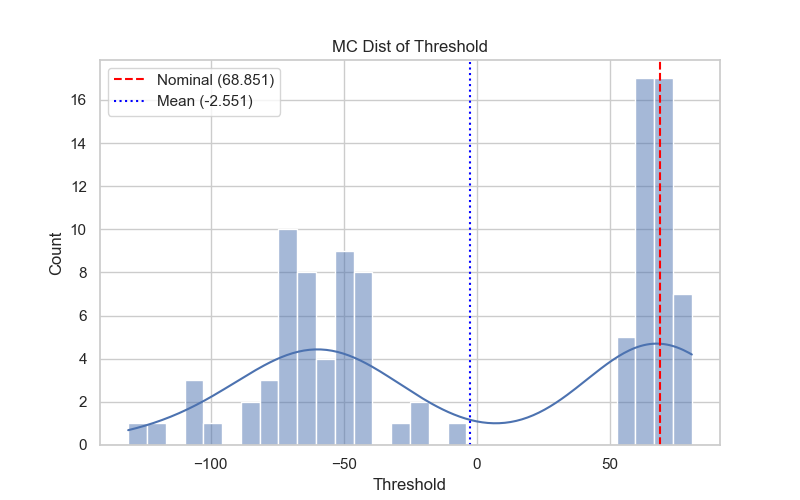 MC Dist of Threshold
Nominal (68.851)
Mean (-2.551)
16
14
12
10
8
6
4
2
0
Count
−100
−50
0
50
Threshold